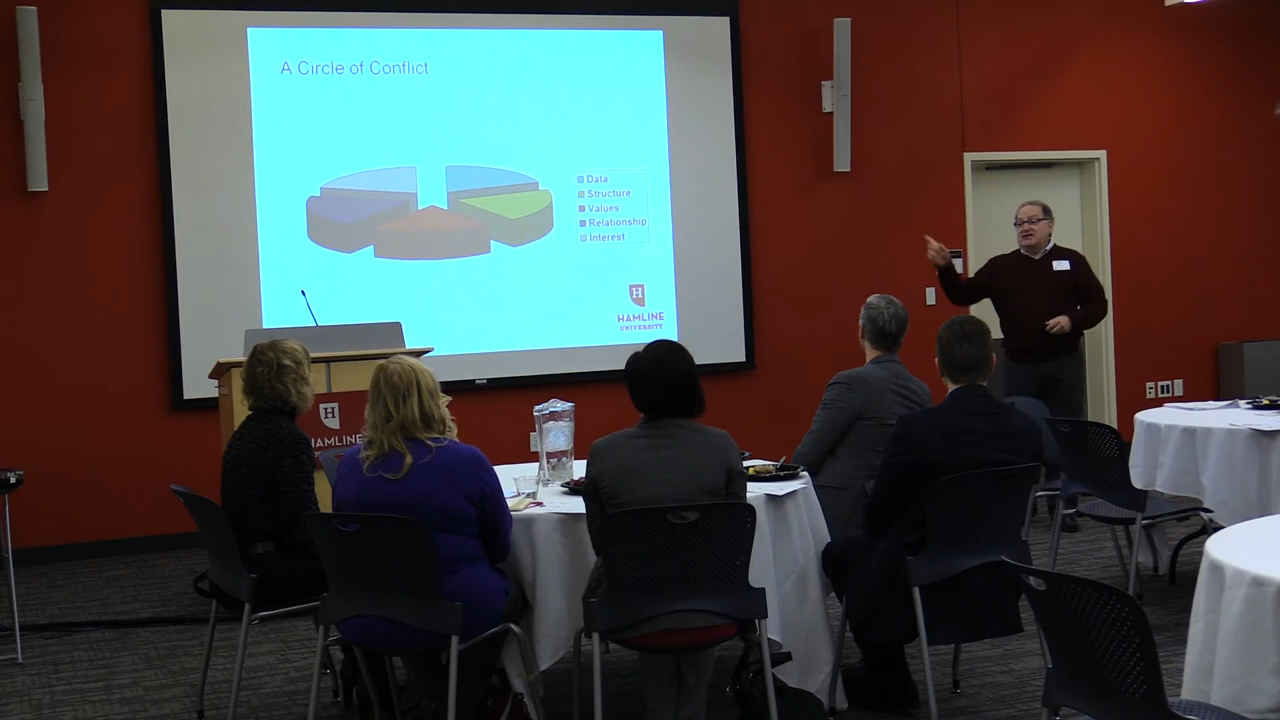 A Circle of Conflict
Data
Structure
Values
Relationship
Interest
H
HAMLINE
UNIVERSITY
H
HAMLINE